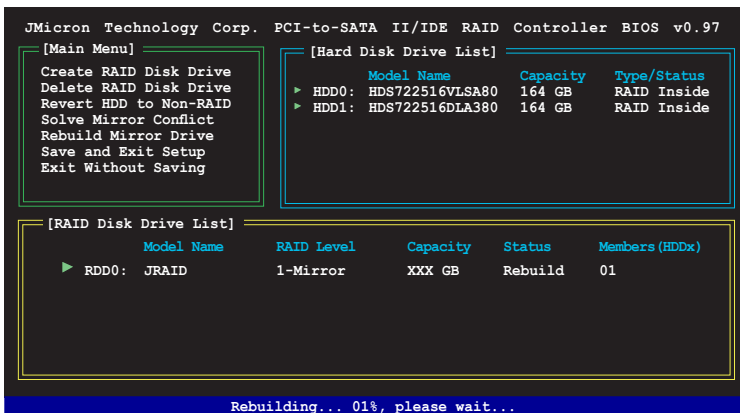 JMicron Technology Corp. PCI-to-SATA II/IDE RAID Controller BIOS v0.97
[Main Menu]
Create RAID Disk Drive
Delete RAID Disk Drive
Revert HDD to Non-RAID
Solve Mirror Conflict
Rebuild Mirror Drive
Save and Exit Setup
Exit Without Saving
[Hard Disk Drive List]
Model Name Capacity Type/Status
HDD0: HDS722516VLSA80 164 GB RAID Inside
HDD1: HDS722516DLA380 164 GB RAID Inside
[RAID Disk Drive List]
Model Name RAID Level Capacity Status Members(HDDx)
RDD0: JRAID 1-Mirror XXX GB Rebuild 01
Rebuilding... 01%, please wait...